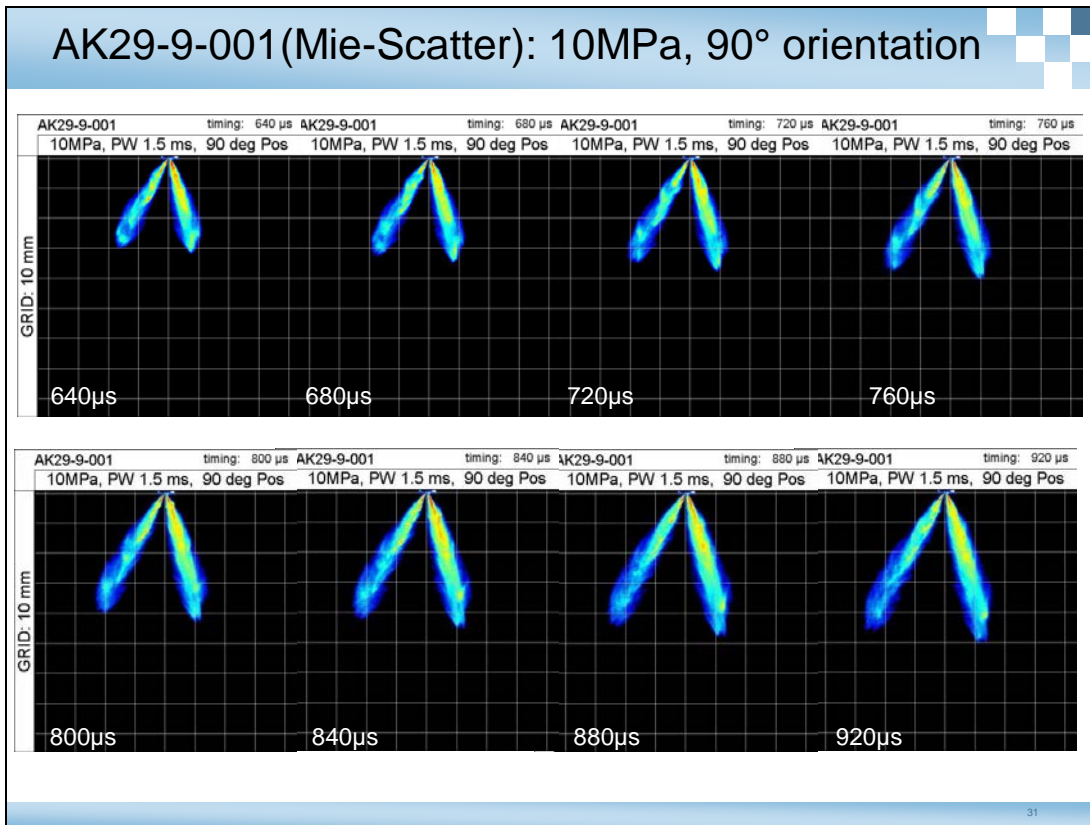 AK29-9-001(Mie-Scatter): 10MPa, 90° orientation
AK29-9-001 timing: 640 µs AK29-9-001 timing: 680 µs AK29-9-001 timing: 720 µs AK29-9-001 timing: 760 µs
10MPa, PW 1.5 ms, 90 deg Pos 10MPa, PW 1.5 ms, 90 deg Pos 10MPa, PW 1.5 ms, 90 deg Pos 10MPa, PW 1.5 ms, 90 deg Pos
GRID: 10 mm
640µs 680µs 720µs 760µs
AK29-9-001 timing: 800 µs AK29-9-001 timing: 840 µs AK29-9-001 timing: 880 µs AK29-9-001 timing: 920 µs
10MPa, PW 1.5 ms, 90 deg Pos 10MPa, PW 1.5 ms, 90 deg Pos 10MPa, PW 1.5 ms, 90 deg Pos 10MPa, PW 1.5 ms, 90 deg Pos
GRID: 10 mm
800µs 840µs 880µs 920µs
31